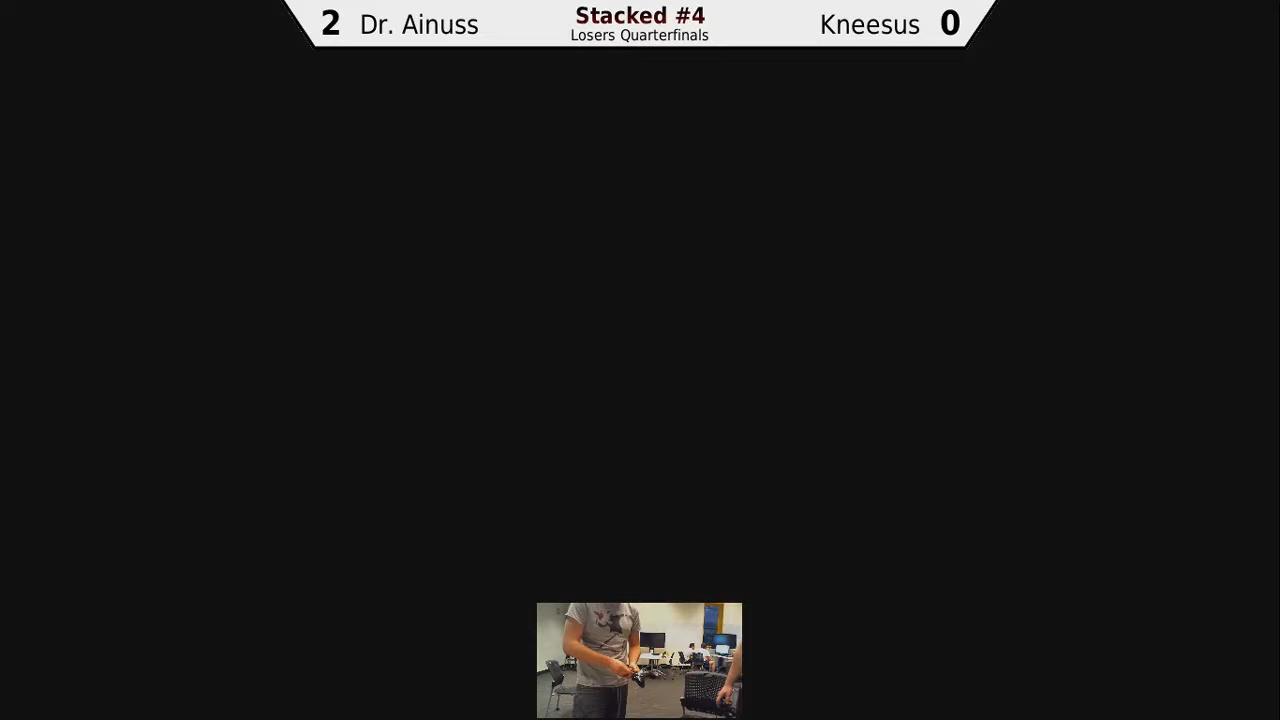 2 Dr. Ainuss
Stacked #4
Losers Quarterfinals
Kneesus 0